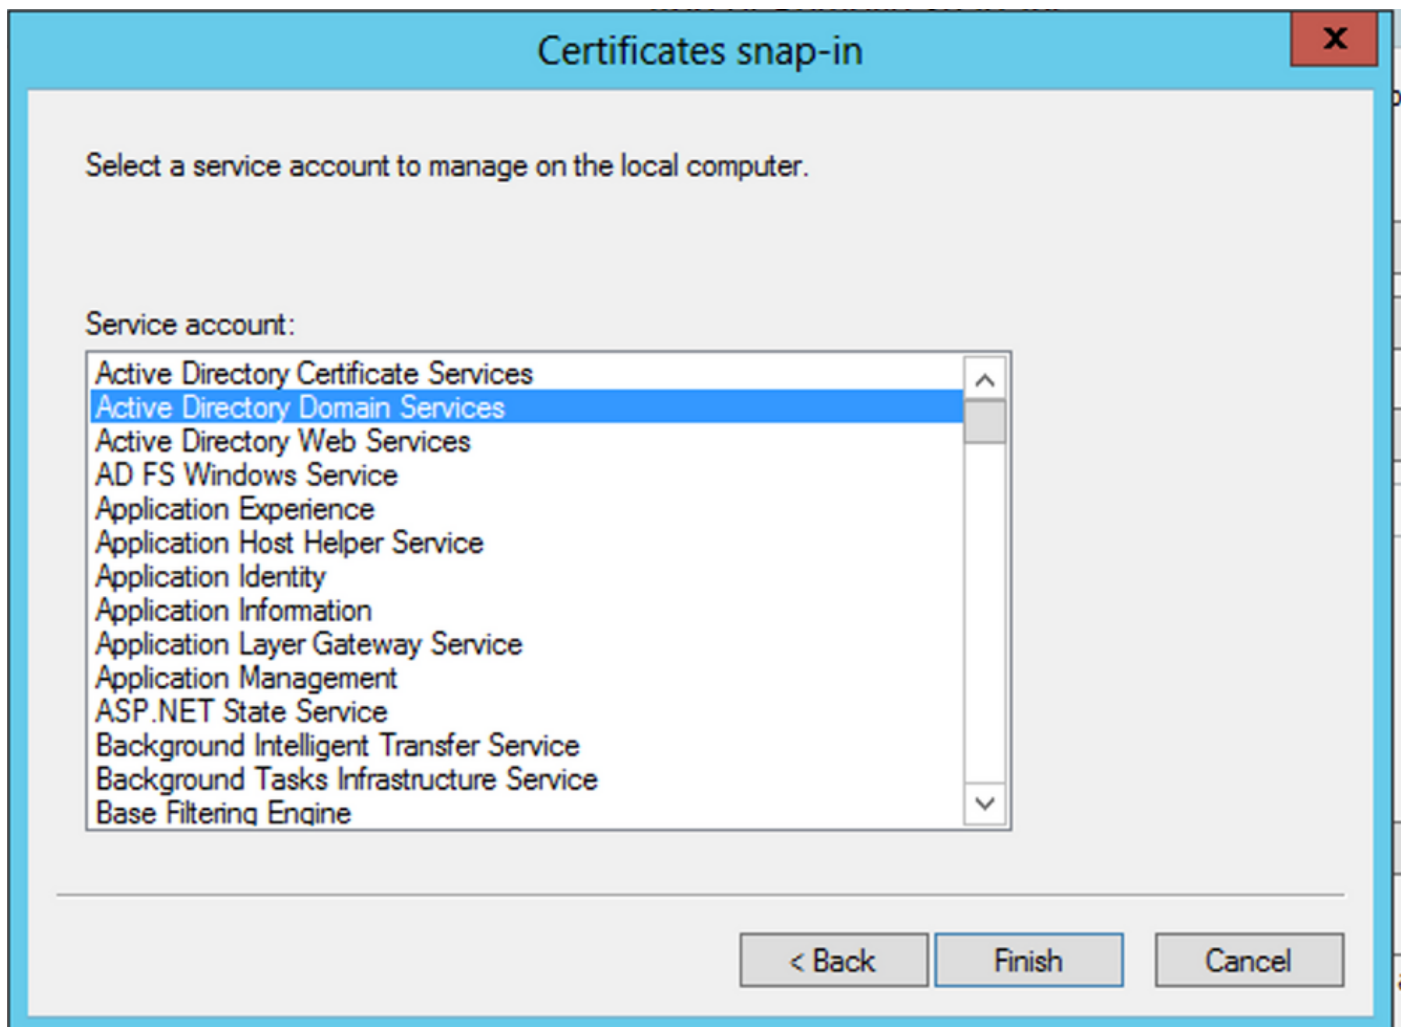 Certificates snap-in
x
Select a service account to manage on the local computer.
Service account:
Active Directory Certificate Services
Active Directory Domain Services
Active Directory Web Services
AD FS Windows Service
Application Experience
Application Host Helper Service
Application Identity
Application Information
Application Layer Gateway Service
Application Management
ASP.NET State Service
Background Intelligent Transfer Service
Background Tasks Infrastructure Service
Base Filtering Engine
< Back Finish Cancel